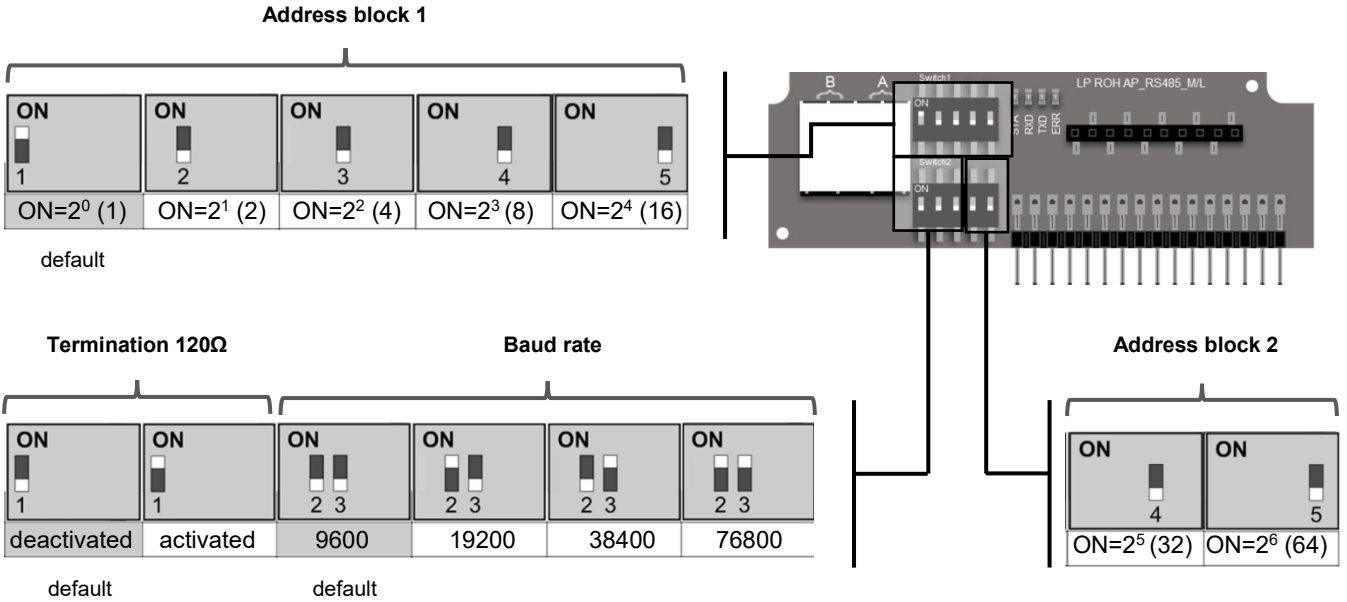 Address block 1
ON ON ON ON ON
1 2 3 4 5
ON=2⁰ (1) ON=2¹ (2) ON=2² (4) ON=2³ (8) ON=2⁴ (16)
default
B A Switch1 LP ROH AP_RS485_M/L
ON
STA RXD TXD ERR
Switch2
ON
Termination 120Ω Baud rate Address block 2
ON ON ON ON ON ON ON ON
1 1 2 3 2 3 2 3 2 3 4 5
deactivated activated 9600 19200 38400 76800 ON=2⁵ (32) ON=2⁶ (64)
default default